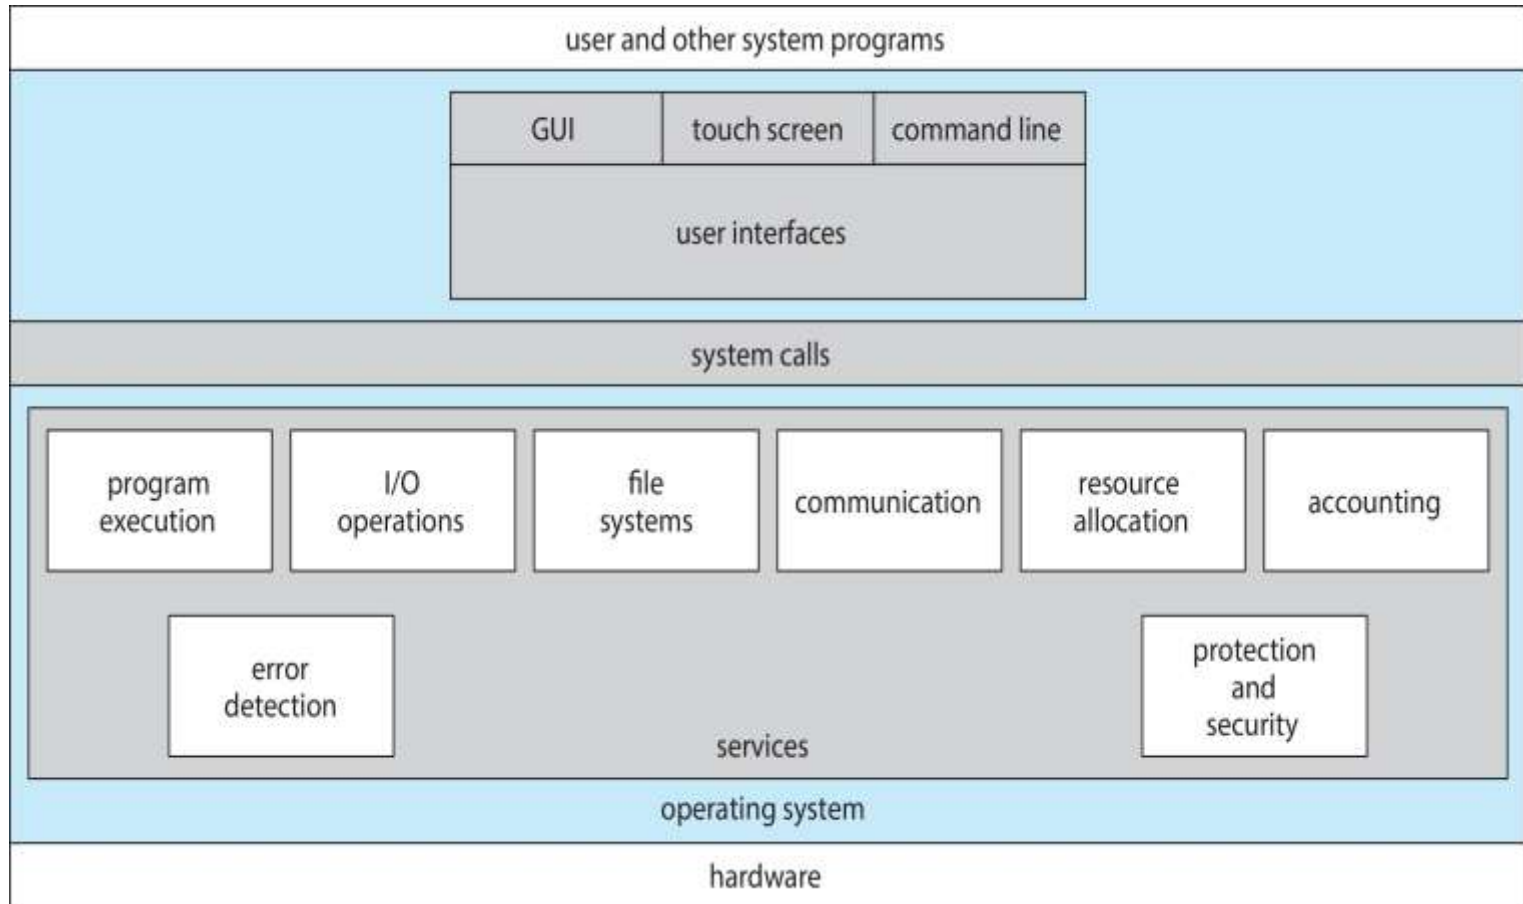 user and other system programs
GUI
touch screen
command line
user interfaces
system calls
program
execution
I/O
operations
file
systems
communication
resource
allocation
accounting
error
detection
protection
and
security
services
operating system
hardware